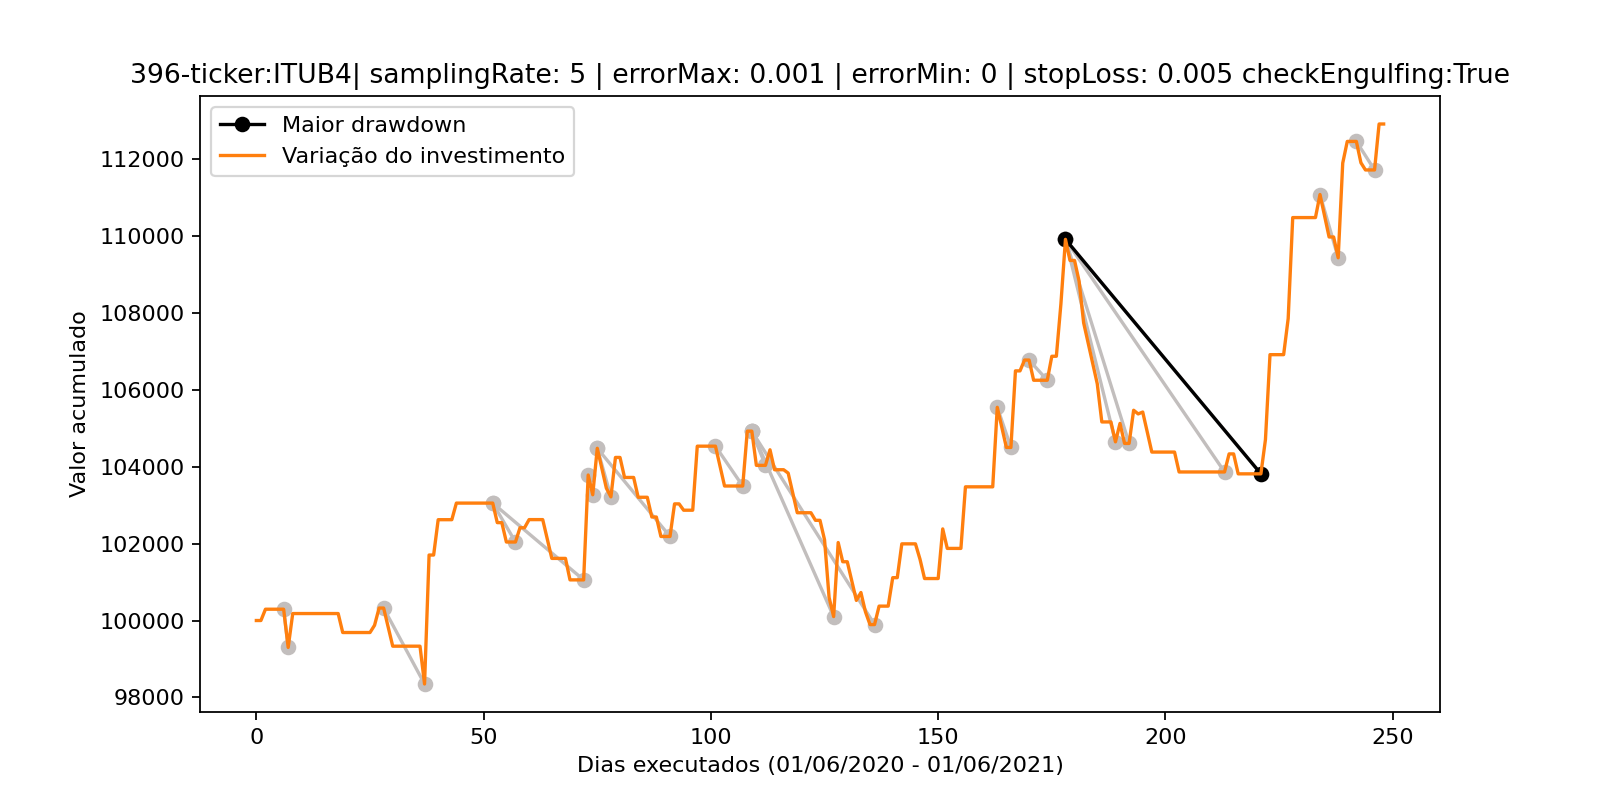 396-ticker:ITUB4| samplingRate: 5 | errorMax: 0.001 | errorMin: 0 | stopLoss: 0.005 checkEngulfing:True
Maior drawdown
Variação do investimento
Valor acumulado
112000
110000
108000
106000
104000
102000
100000
98000
0 50 100 150 200 250
Dias executados (01/06/2020 - 01/06/2021)